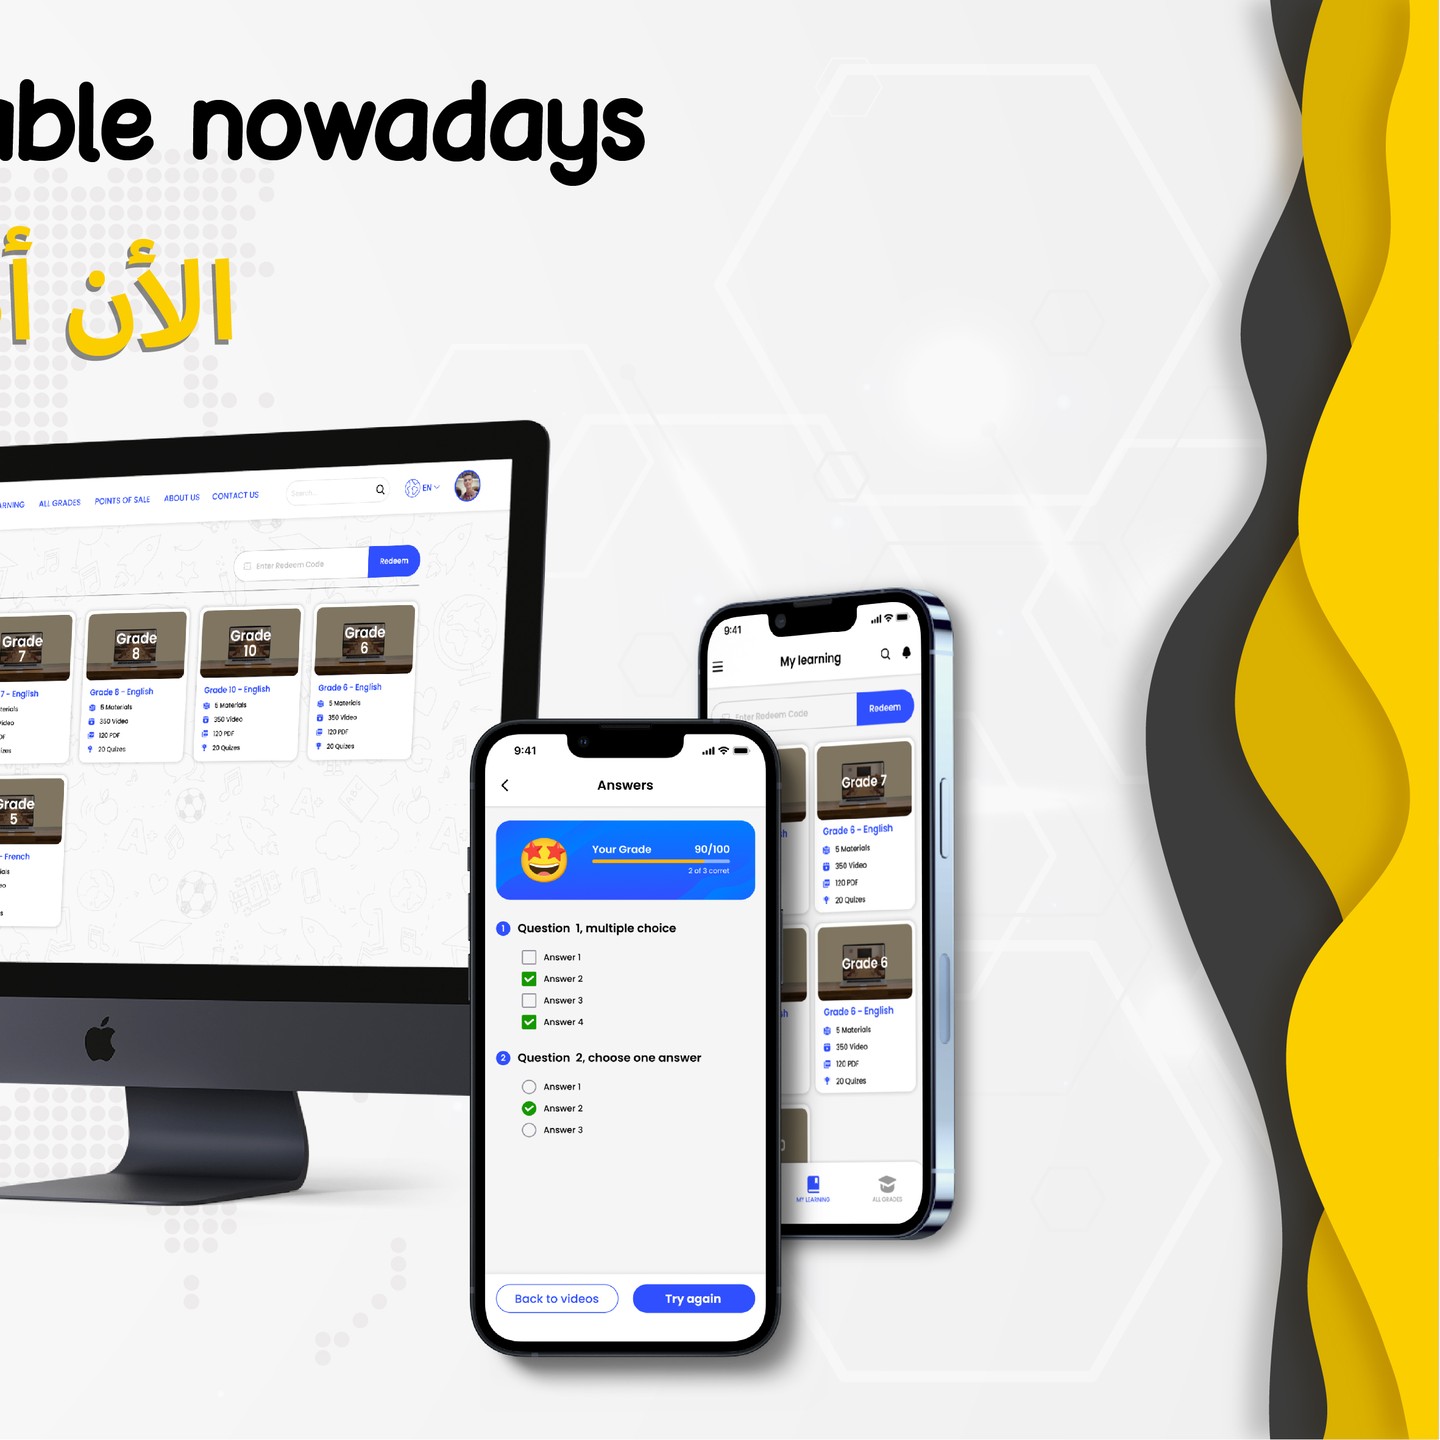 able nowadays
الأن أ
ARNING ALL GRADES POINTS OF SALE ABOUT US CONTACT US Search... EN
Enter Redeem Code Redeem
Grade 7
Grade 8
Grade 10
Grade 6
7 - English
Grade 8 - English
Grade 10 - English
Grade 6 - English
5 Materials
5 Materials
5 Materials
Video
350 Video
350 Video
350 Video
DF
120 PDF
120 PDF
120 PDF
izes
20 Quizes
20 Quizes
20 Quizes
Grade 5
- French
9:41
My learning
Enter Redeem Code Redeem
Grade 7
Grade 6 - English
5 Materials
350 Video
120 PDF
20 Quizes
Grade 6
Grade 6 - English
5 Materials
350 Video
120 PDF
20 Quizes
MY LEARNING ALL GRADES
9:41
Answers
Your Grade 90/100
2 of 3 corret
1 Question 1, multiple choice
Answer 1
Answer 2
Answer 3
Answer 4
2 Question 2, choose one answer
Answer 1
Answer 2
Answer 3
Back to videos Try again